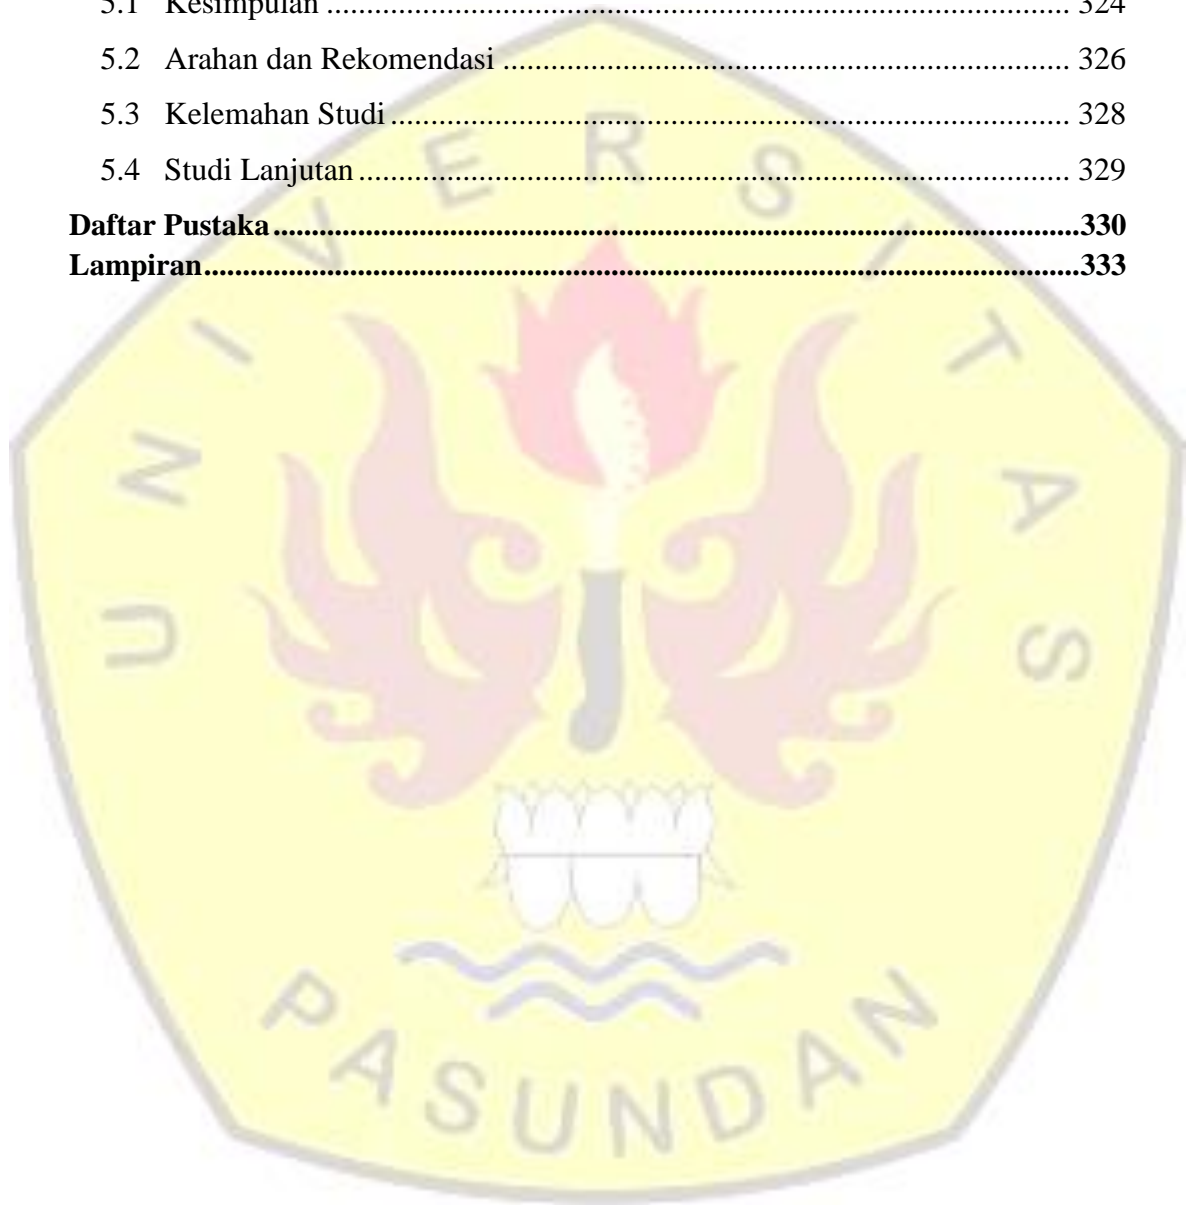 5.1 Kesimpulan ........................................................................................... 324
5.2 Arahan dan Rekomendasi ..................................................................... 326
5.3 Kelemahan Studi ................................................................................... 328
5.4 Studi Lanjutan ....................................................................................... 329
Daftar Pustaka ........................................................................................................330
Lampiran.................................................................................................................333
UNIVERSITAS
PASUNDAN